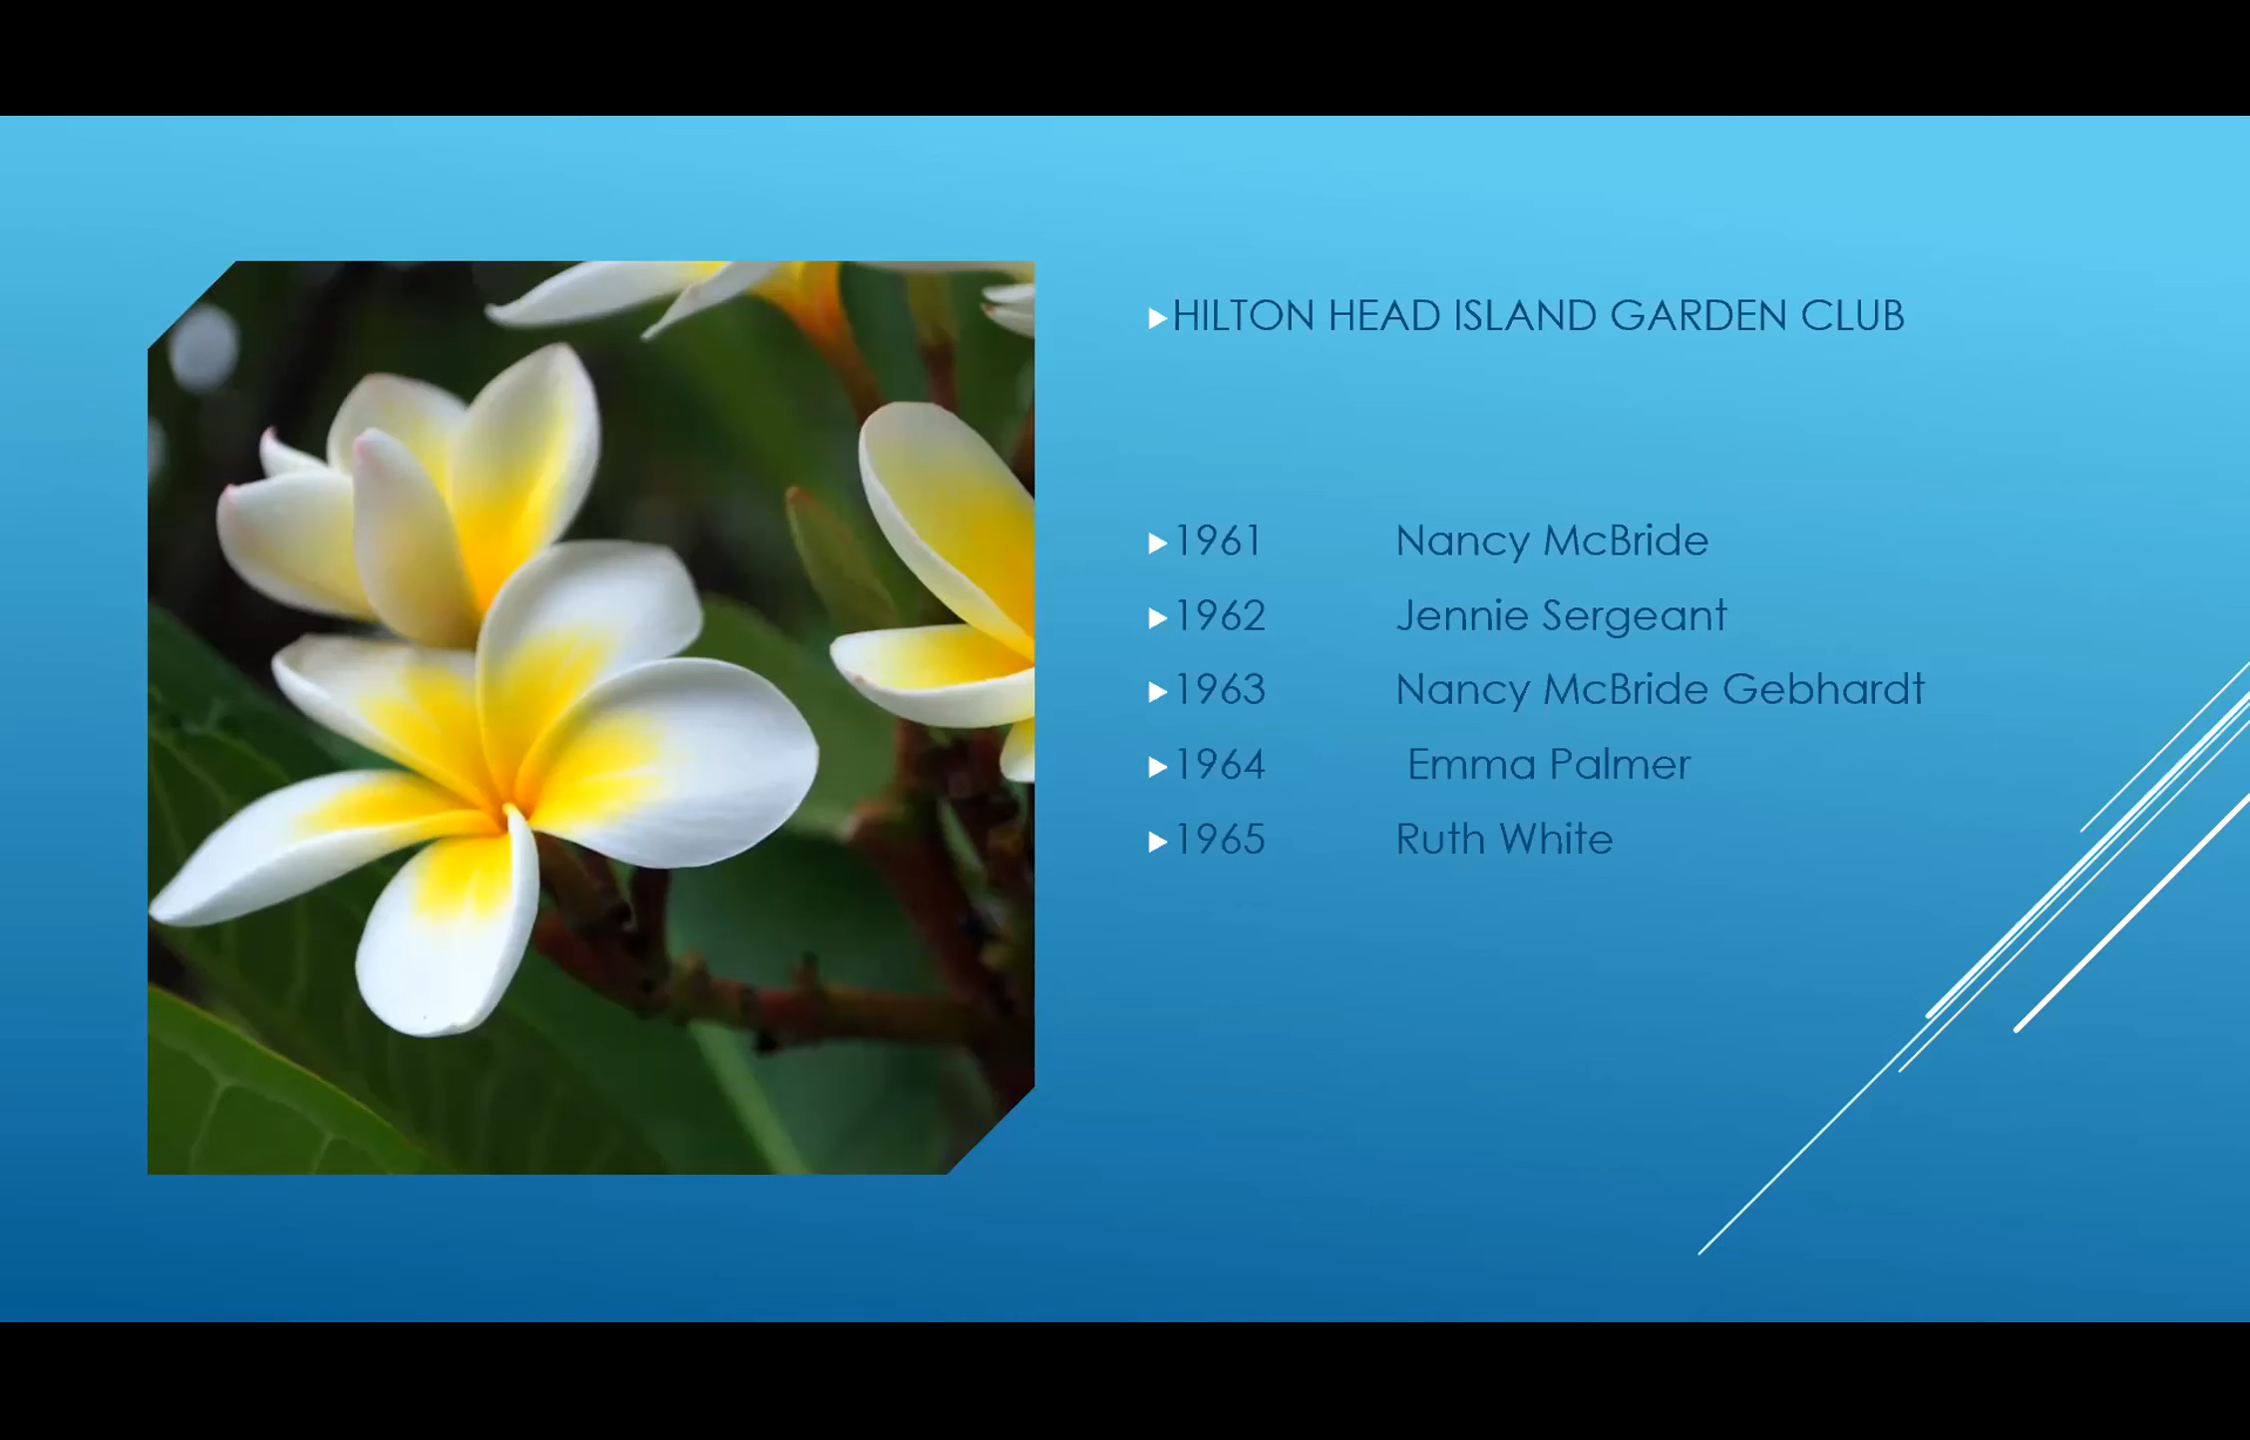 HILTON HEAD ISLAND GARDEN CLUB
1961 Nancy McBride
1962 Jennie Sergeant
1963 Nancy McBride Gebhardt
1964 Emma Palmer
1965 Ruth White